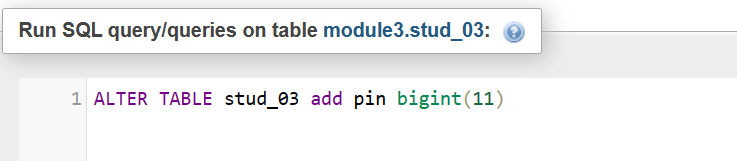 Run SQL query/queries on table module3.stud_03:
1 ALTER TABLE stud_03 add pin bigint(11)